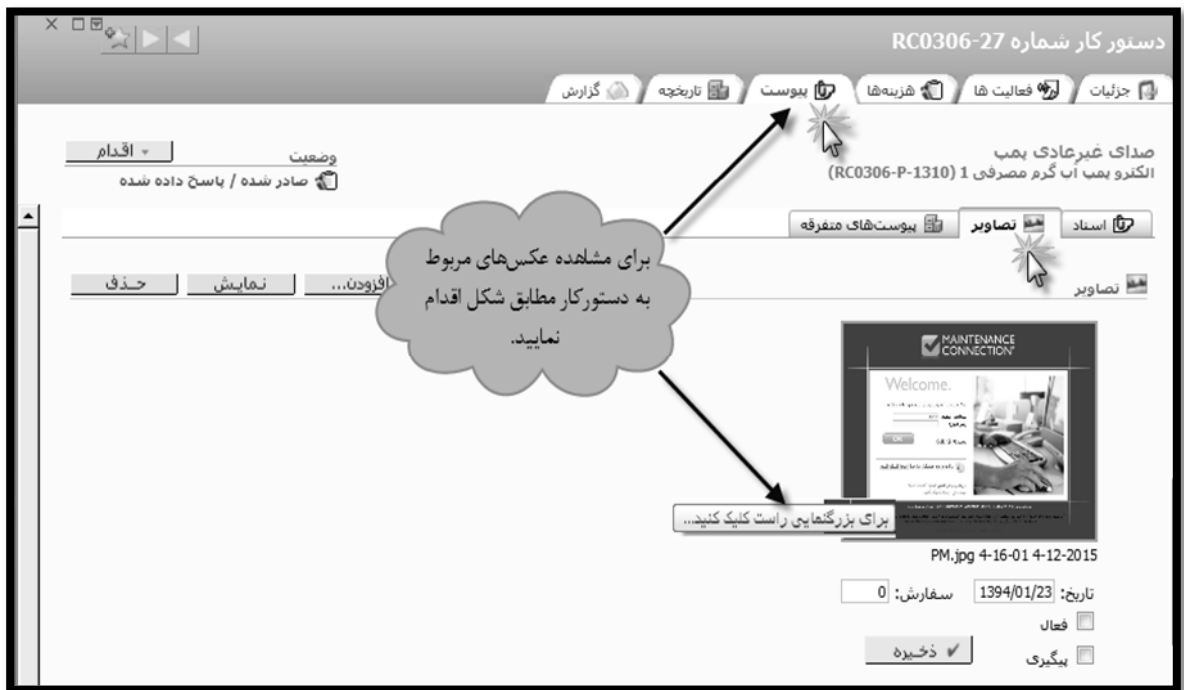 دستور کار شماره RC0306-27
جزئیات
فعالیت ها
هزینه‌ها
پیوست
تاریخچه
گزارش
صدای غیرعادی پمپ
الکترو پمپ آب گرم مصرفی 1 (RC0306-P-1310)
وضعیت
اقدام
صادر شده / پاسخ داده شده
اسناد
تصاویر
پیوست‌های متفرقه
تصاویر
افزودن...
نمایش
حذف
برای مشاهده عکس‌های مربوط
به دستورکار مطابق شکل اقدام
نمایید.
MAINTENANCE
CONNECTION
Welcome.
OK
برای بزرگنمایی راست کلیک کنید...
PM.jpg 4-16-01 4-12-2015
تاریخ: 1394/01/23 سفارش: 0
فعال
پیگیری
ذخیره